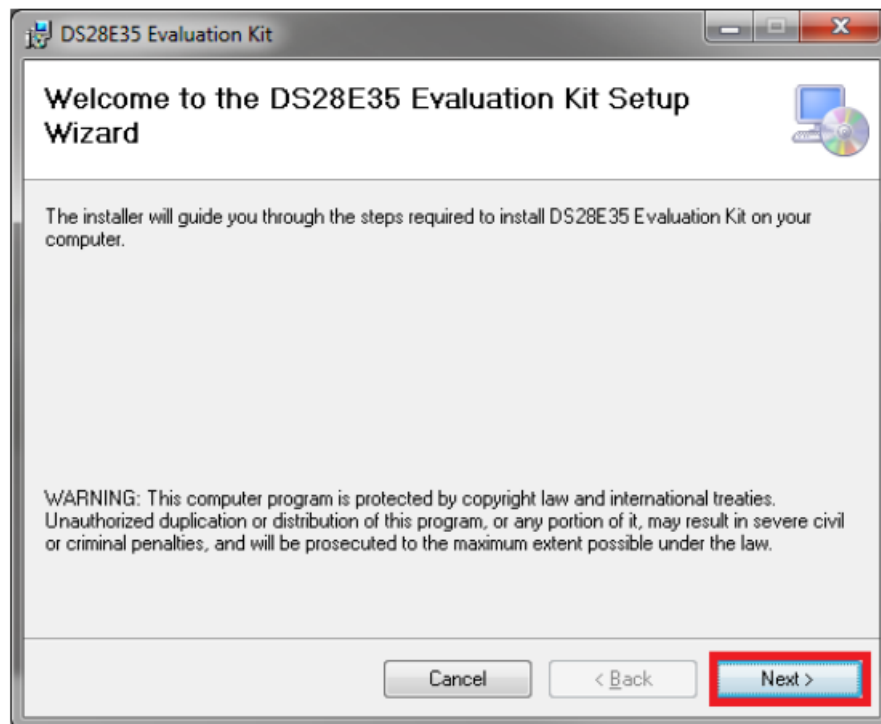 DS28E35 Evaluation Kit
Welcome to the DS28E35 Evaluation Kit Setup
Wizard
The installer will guide you through the steps required to install DS28E35 Evaluation Kit on your
computer.
WARNING: This computer program is protected by copyright law and international treaties.
Unauthorized duplication or distribution of this program, or any portion of it, may result in severe civil
or criminal penalties, and will be prosecuted to the maximum extent possible under the law.
Cancel < Back Next >